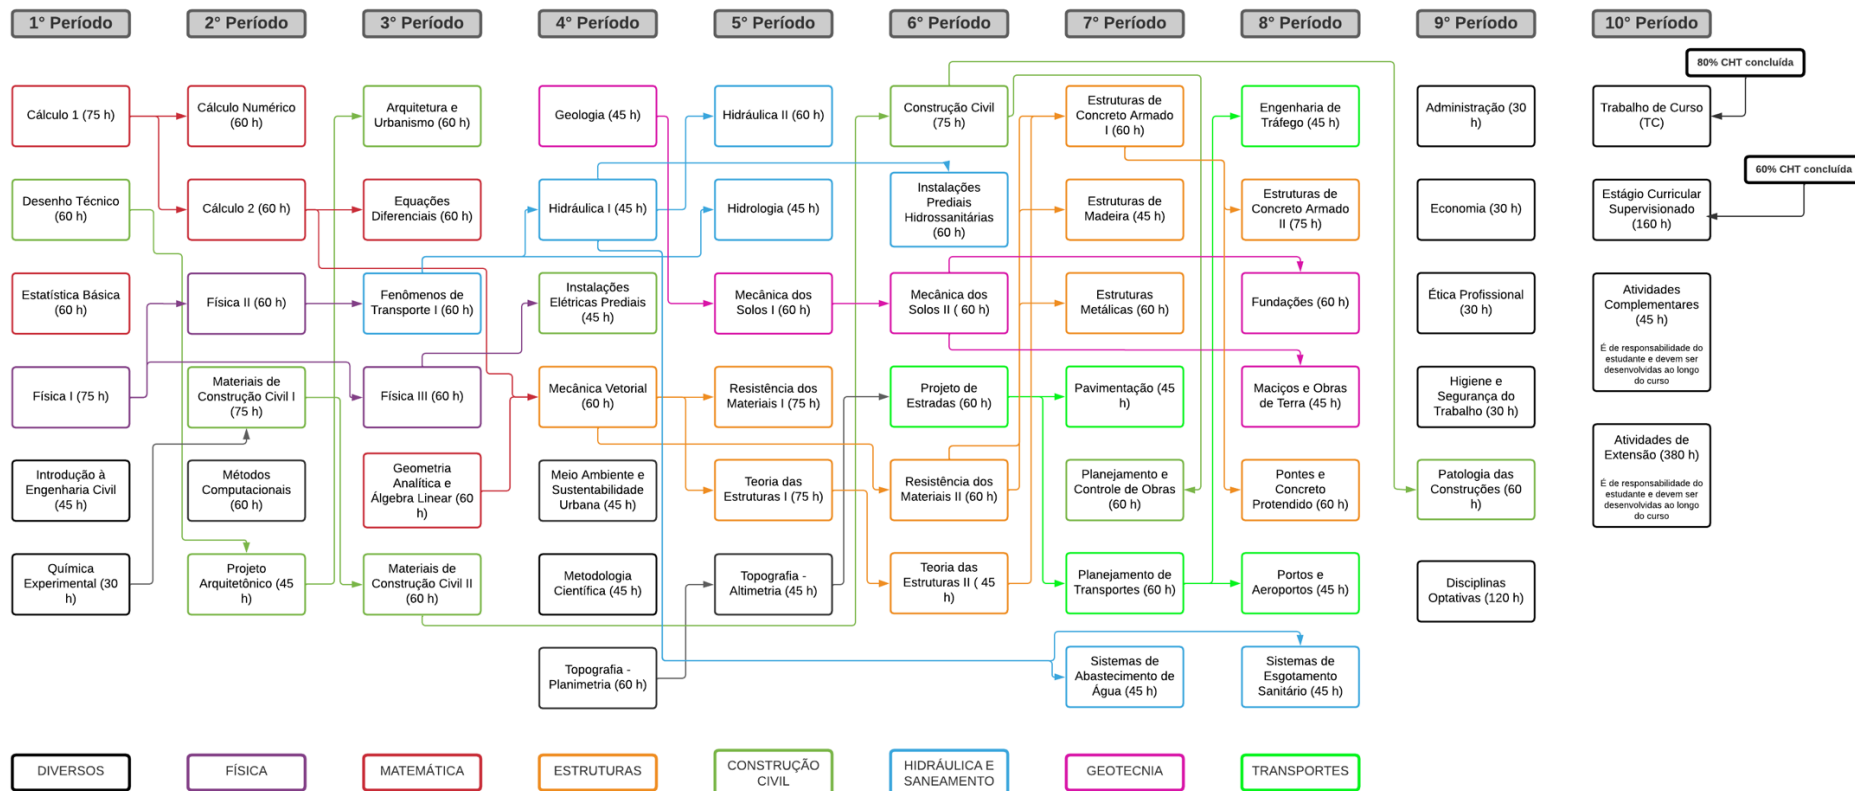 1° Período
2° Período
3° Período
4° Período
5° Período
6° Período
7° Período
8° Período
9° Período
10° Período
80% CHT concluída
60% CHT concluída
Cálculo 1 (75 h)
Desenho Técnico
(60 h)
Estatística Básica
(60 h)
Física I (75 h)
Introdução à
Engenharia Civil
(45 h)
Química
Experimental (30
h)
Cálculo Numérico
(60 h)
Cálculo 2 (60 h)
Física II (60 h)
Materiais de
Construção Civil I
(75 h)
Métodos
Computacionais
(60 h)
Projeto
Arquitetônico (45
h)
Arquitetura e
Urbanismo (60 h)
Equações
Diferenciais (60 h)
Fenômenos de
Transporte I (60 h)
Física III (60 h)
Geometria
Analítica e
Álgebra Linear (60
h)
Materiais de
Construção Civil II
(60 h)
Geologia (45 h)
Hidráulica I (45 h)
Instalações
Elétricas Prediais
(45 h)
Mecânica Vetorial
(60 h)
Meio Ambiente e
Sustentabilidade
Urbana (45 h)
Metodologia
Científica (45 h)
Topografia -
Planimetria (60 h)
Hidráulica II (60 h)
Hidrologia (45 h)
Mecânica dos
Solos I (60 h)
Resistência dos
Materiais I (75 h)
Teoria das
Estruturas I (75 h)
Topografia -
Altimetria (45 h)
Construção Civil
(75 h)
Instalações
Prediais
Hidrossanitárias
(60 h)
Mecânica dos
Solos II ( 60 h)
Projeto de
Estradas (60 h)
Resistência dos
Materiais II (60 h)
Teoria das
Estruturas II ( 45
h)
Estruturas de
Concreto Armado
I (60 h)
Estruturas de
Madeira (45 h)
Estruturas
Metálicas (60 h)
Pavimentação (45
h)
Planejamento e
Controle de Obras
(60 h)
Planejamento de
Transportes (60 h)
Sistemas de
Abastecimento de
Água (45 h)
Engenharia de
Tráfego (45 h)
Estruturas de
Concreto Armado
II (75 h)
Fundações (60 h)
Maciços e Obras
de Terra (45 h)
Pontes e
Concreto
Protendido (60 h)
Portos e
Aeroportos (45 h)
Sistemas de
Esgotamento
Sanitário (45 h)
Administração (30
h)
Economia (30 h)
Ética Profissional
(30 h)
Higiene e
Segurança do
Trabalho (30 h)
Patologia das
Construções (60
h)
Disciplinas
Optativas (120 h)
Trabalho de Curso
(TC)
Estágio Curricular
Supervisionado
(160 h)
Atividades
Complementares
(45 h)
É de responsabilidade do
estudante e devem ser
desenvolvidas ao longo
do curso
Atividades de
Extensão (380 h)
É de responsabilidade do
estudante e devem ser
desenvolvidas ao longo
do curso
DIVERSOS
FÍSICA
MATEMÁTICA
ESTRUTURAS
CONSTRUÇÃO
CIVIL
HIDRÁULICA E
SANEAMENTO
GEOTECNIA
TRANSPORTES